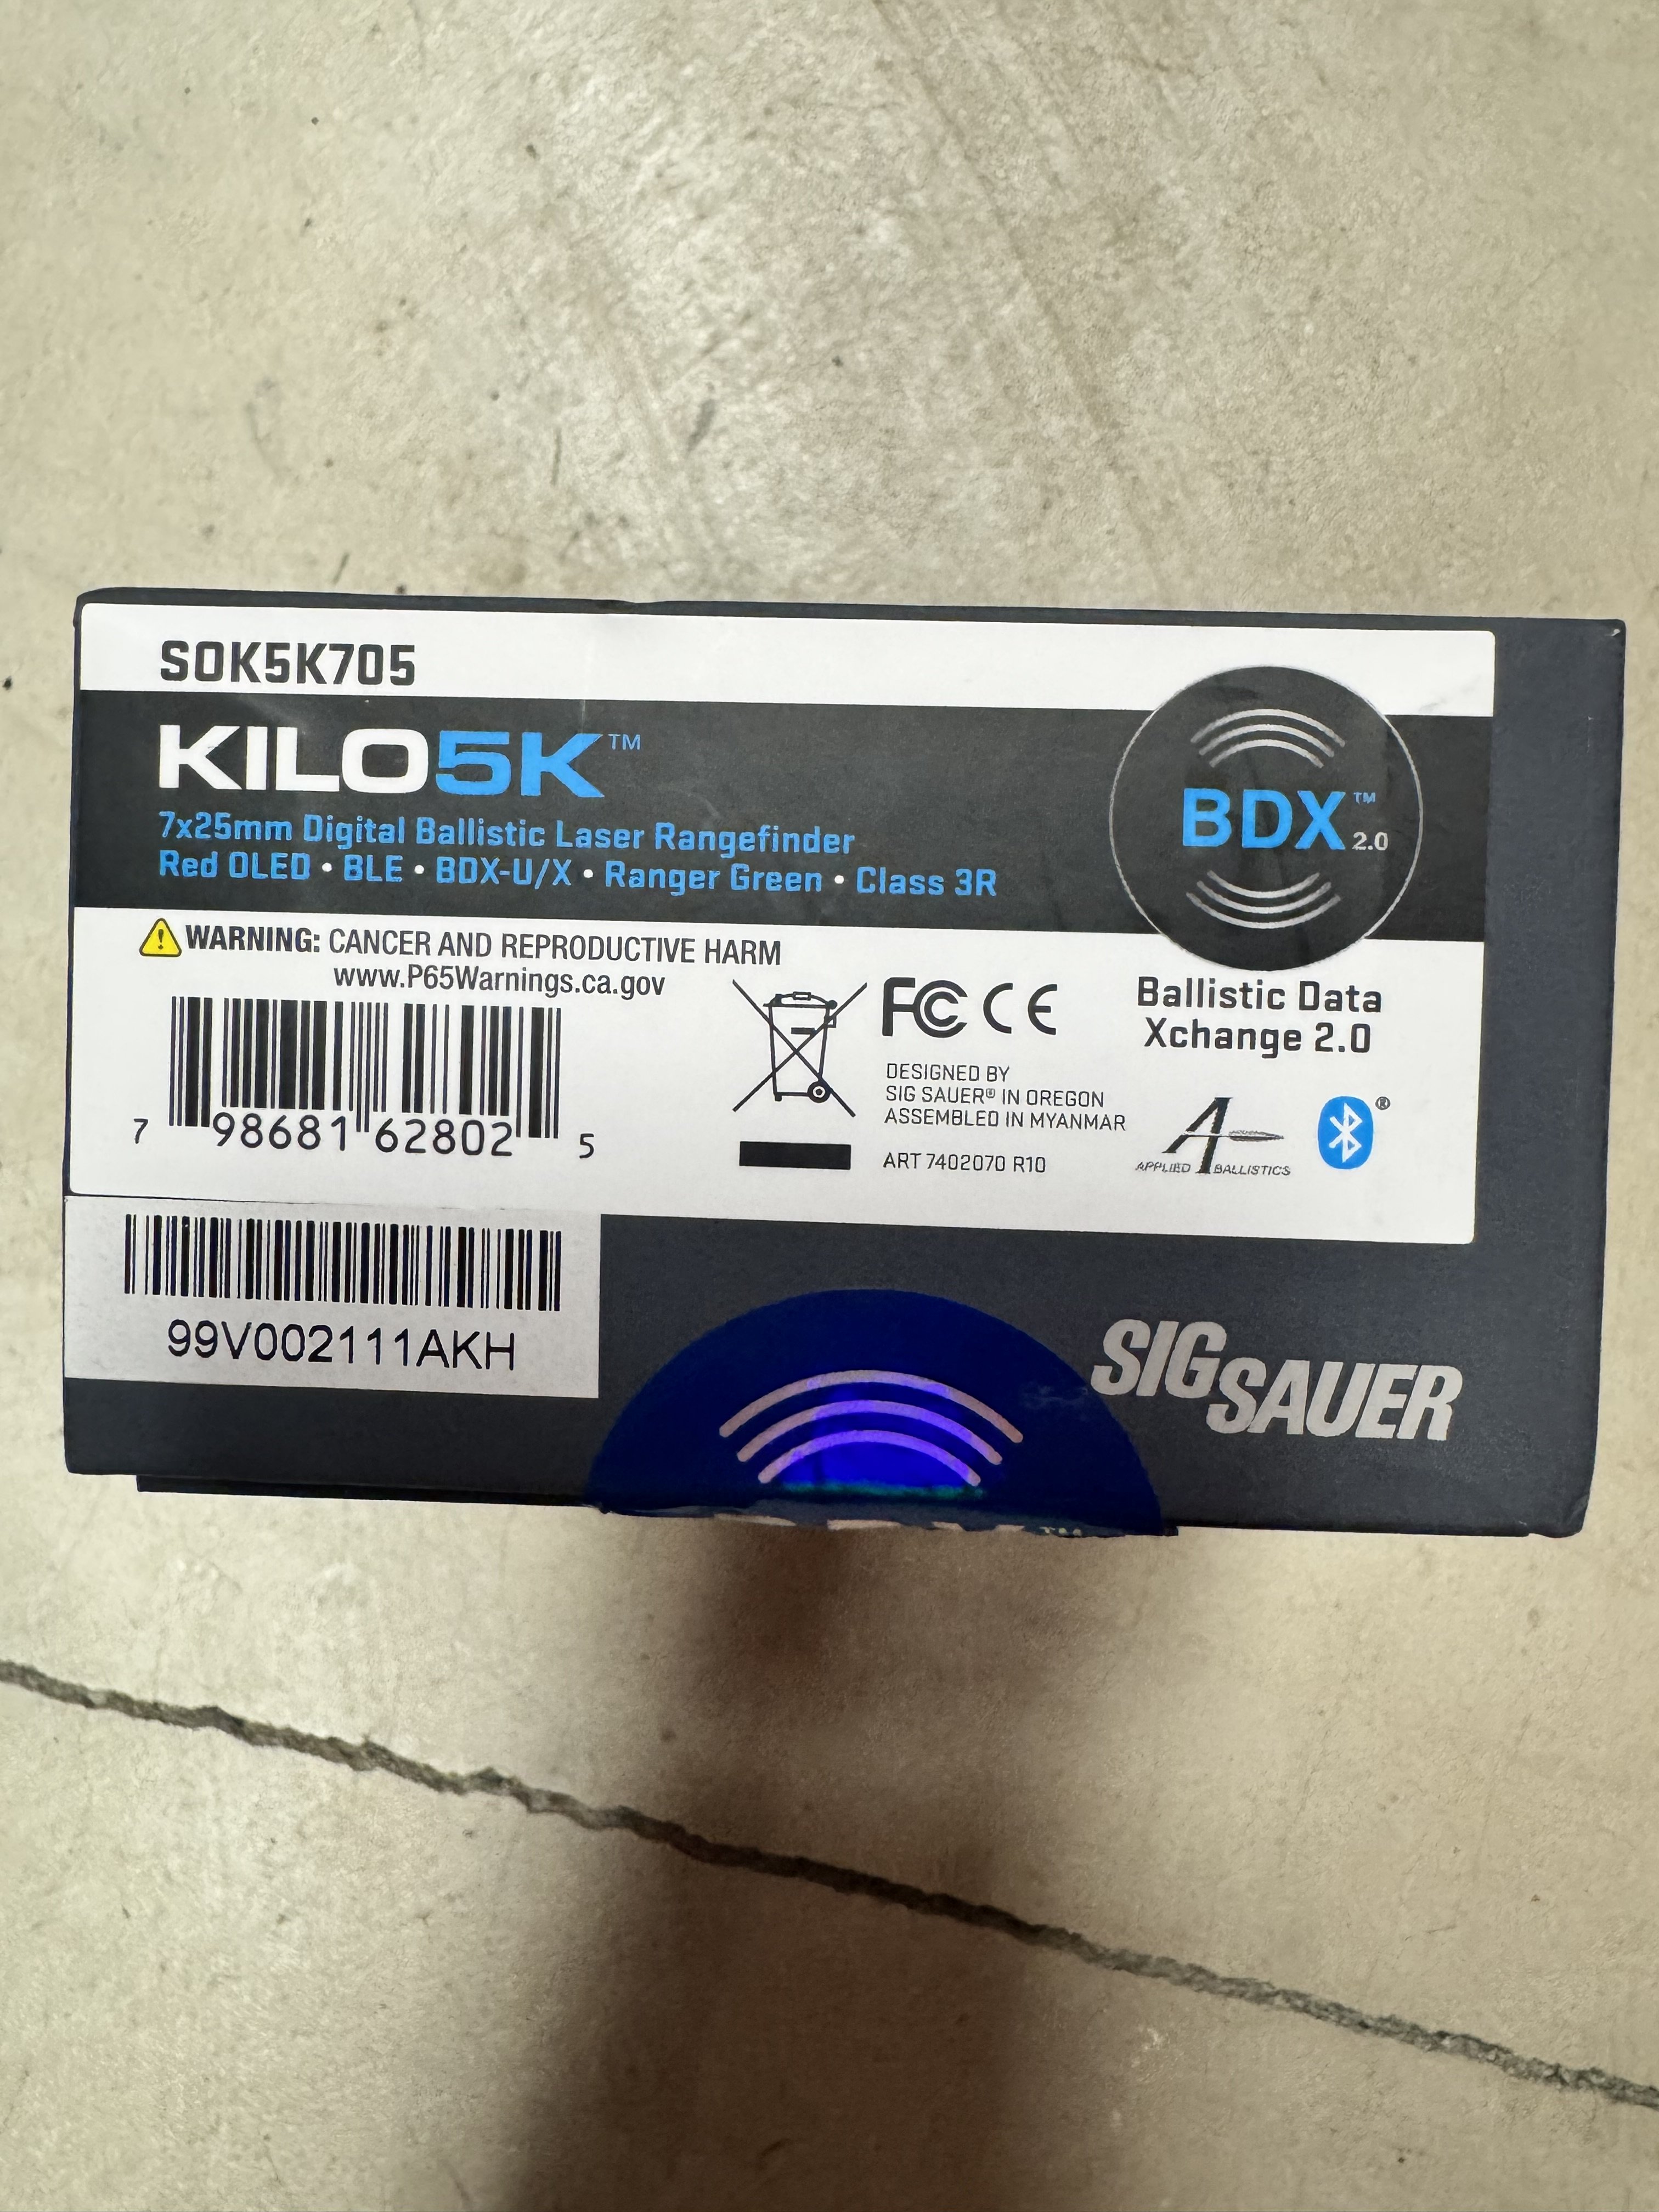 SOK5K705
KILO5K™
7x25mm Digital Ballistic Laser Rangefinder
Red OLED • BLE • BDX-U/X • Ranger Green • Class 3R
BDX™ 2.0
WARNING: CANCER AND REPRODUCTIVE HARM
www.P65Warnings.ca.gov
7 98681 62802 5
FC CE
DESIGNED BY
SIG SAUER® IN OREGON
ASSEMBLED IN MYANMAR
ART 7402070 R10
Ballistic Data
Xchange 2.0
A
APPLIED BALLISTICS
®
99V002111AKH
SIG SAUER